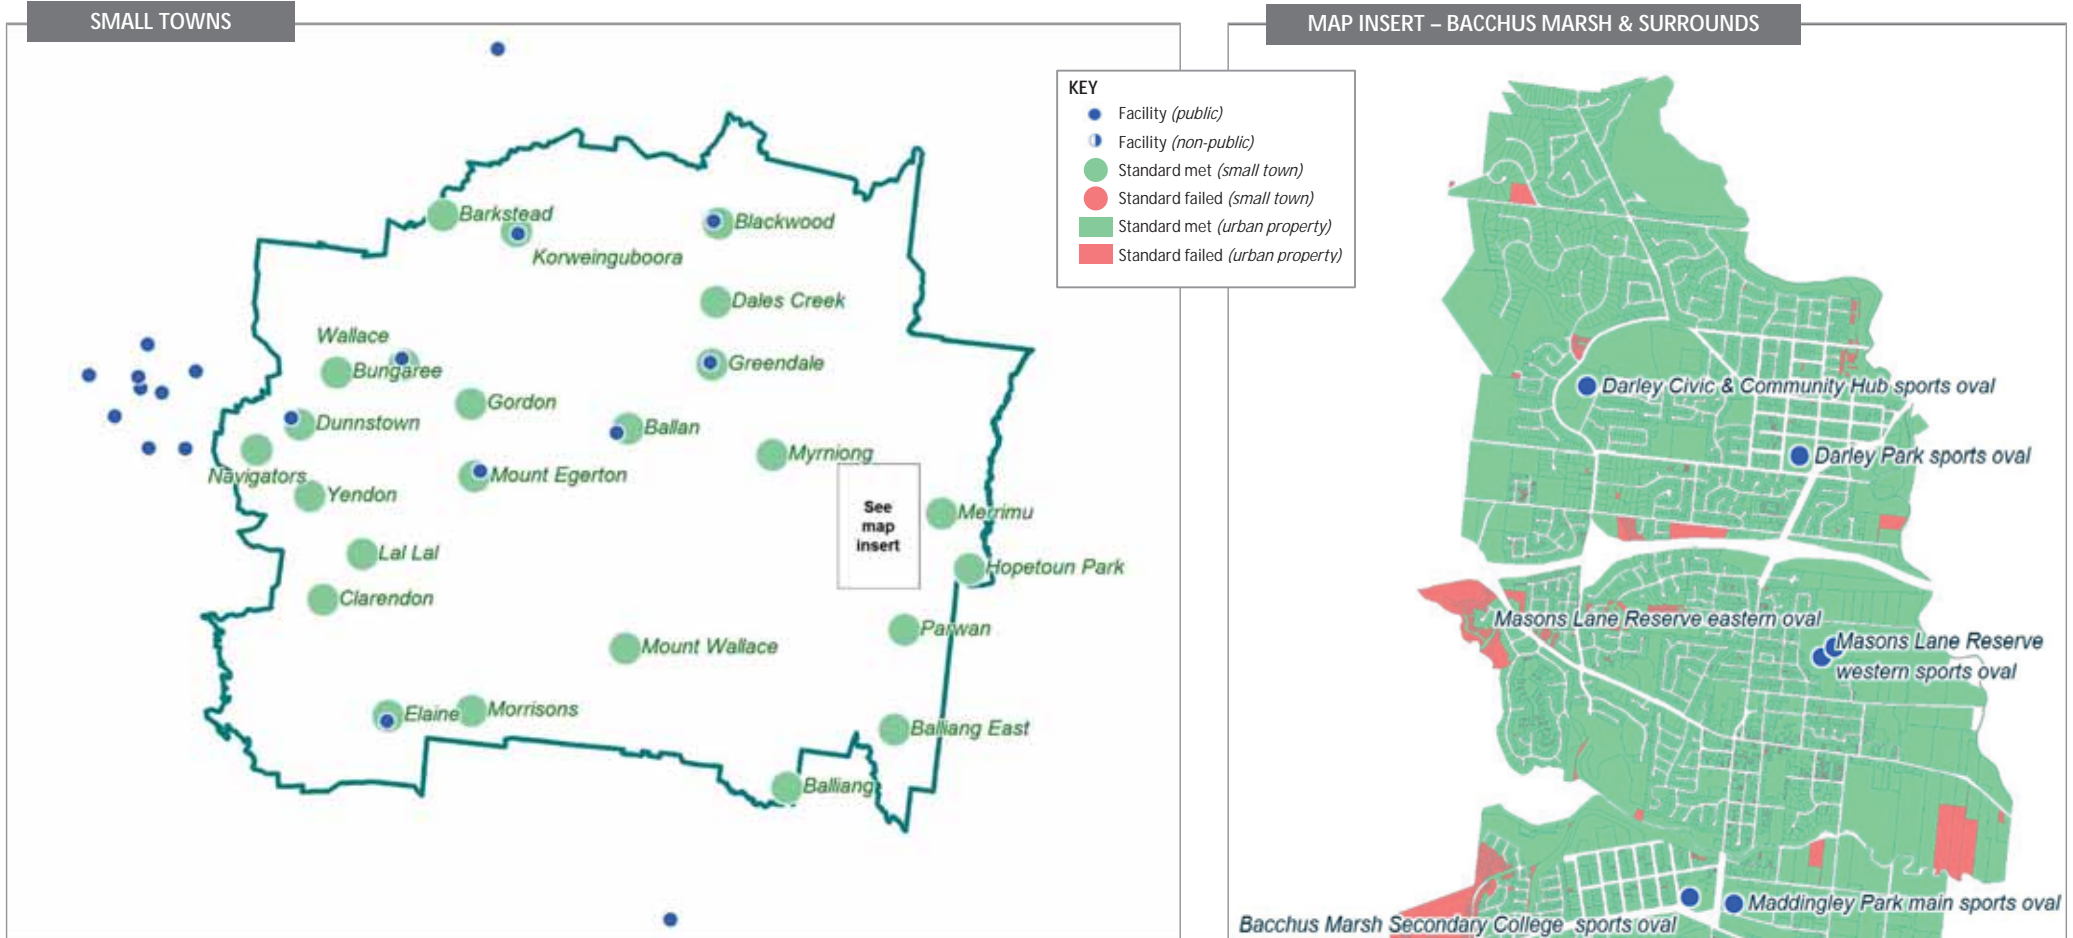 SMALL TOWNS
MAP INSERT – BACCHUS MARSH & SURROUNDS
KEY
Facility (public)
Facility (non-public)
Standard met (small town)
Standard failed (small town)
Standard met (urban property)
Standard failed (urban property)
Barkstead
Korweinguboora
Blackwood
Dales Creek
Wallace
Bungaree
Greendale
Gordon
Dunnstown
Ballan
Myrniong
Navigators
Mount Egerton
Yendon
See
map
insert
Merrimu
Lal Lal
Hopetoun Park
Clarendon
Parwan
Mount Wallace
Elaine
Morrisons
Balliang East
Balliang
Darley Civic & Community Hub sports oval
Darley Park sports oval
Masons Lane Reserve eastern oval
Masons Lane Reserve
western sports oval
Maddingley Park main sports oval
Bacchus Marsh Secondary College sports oval